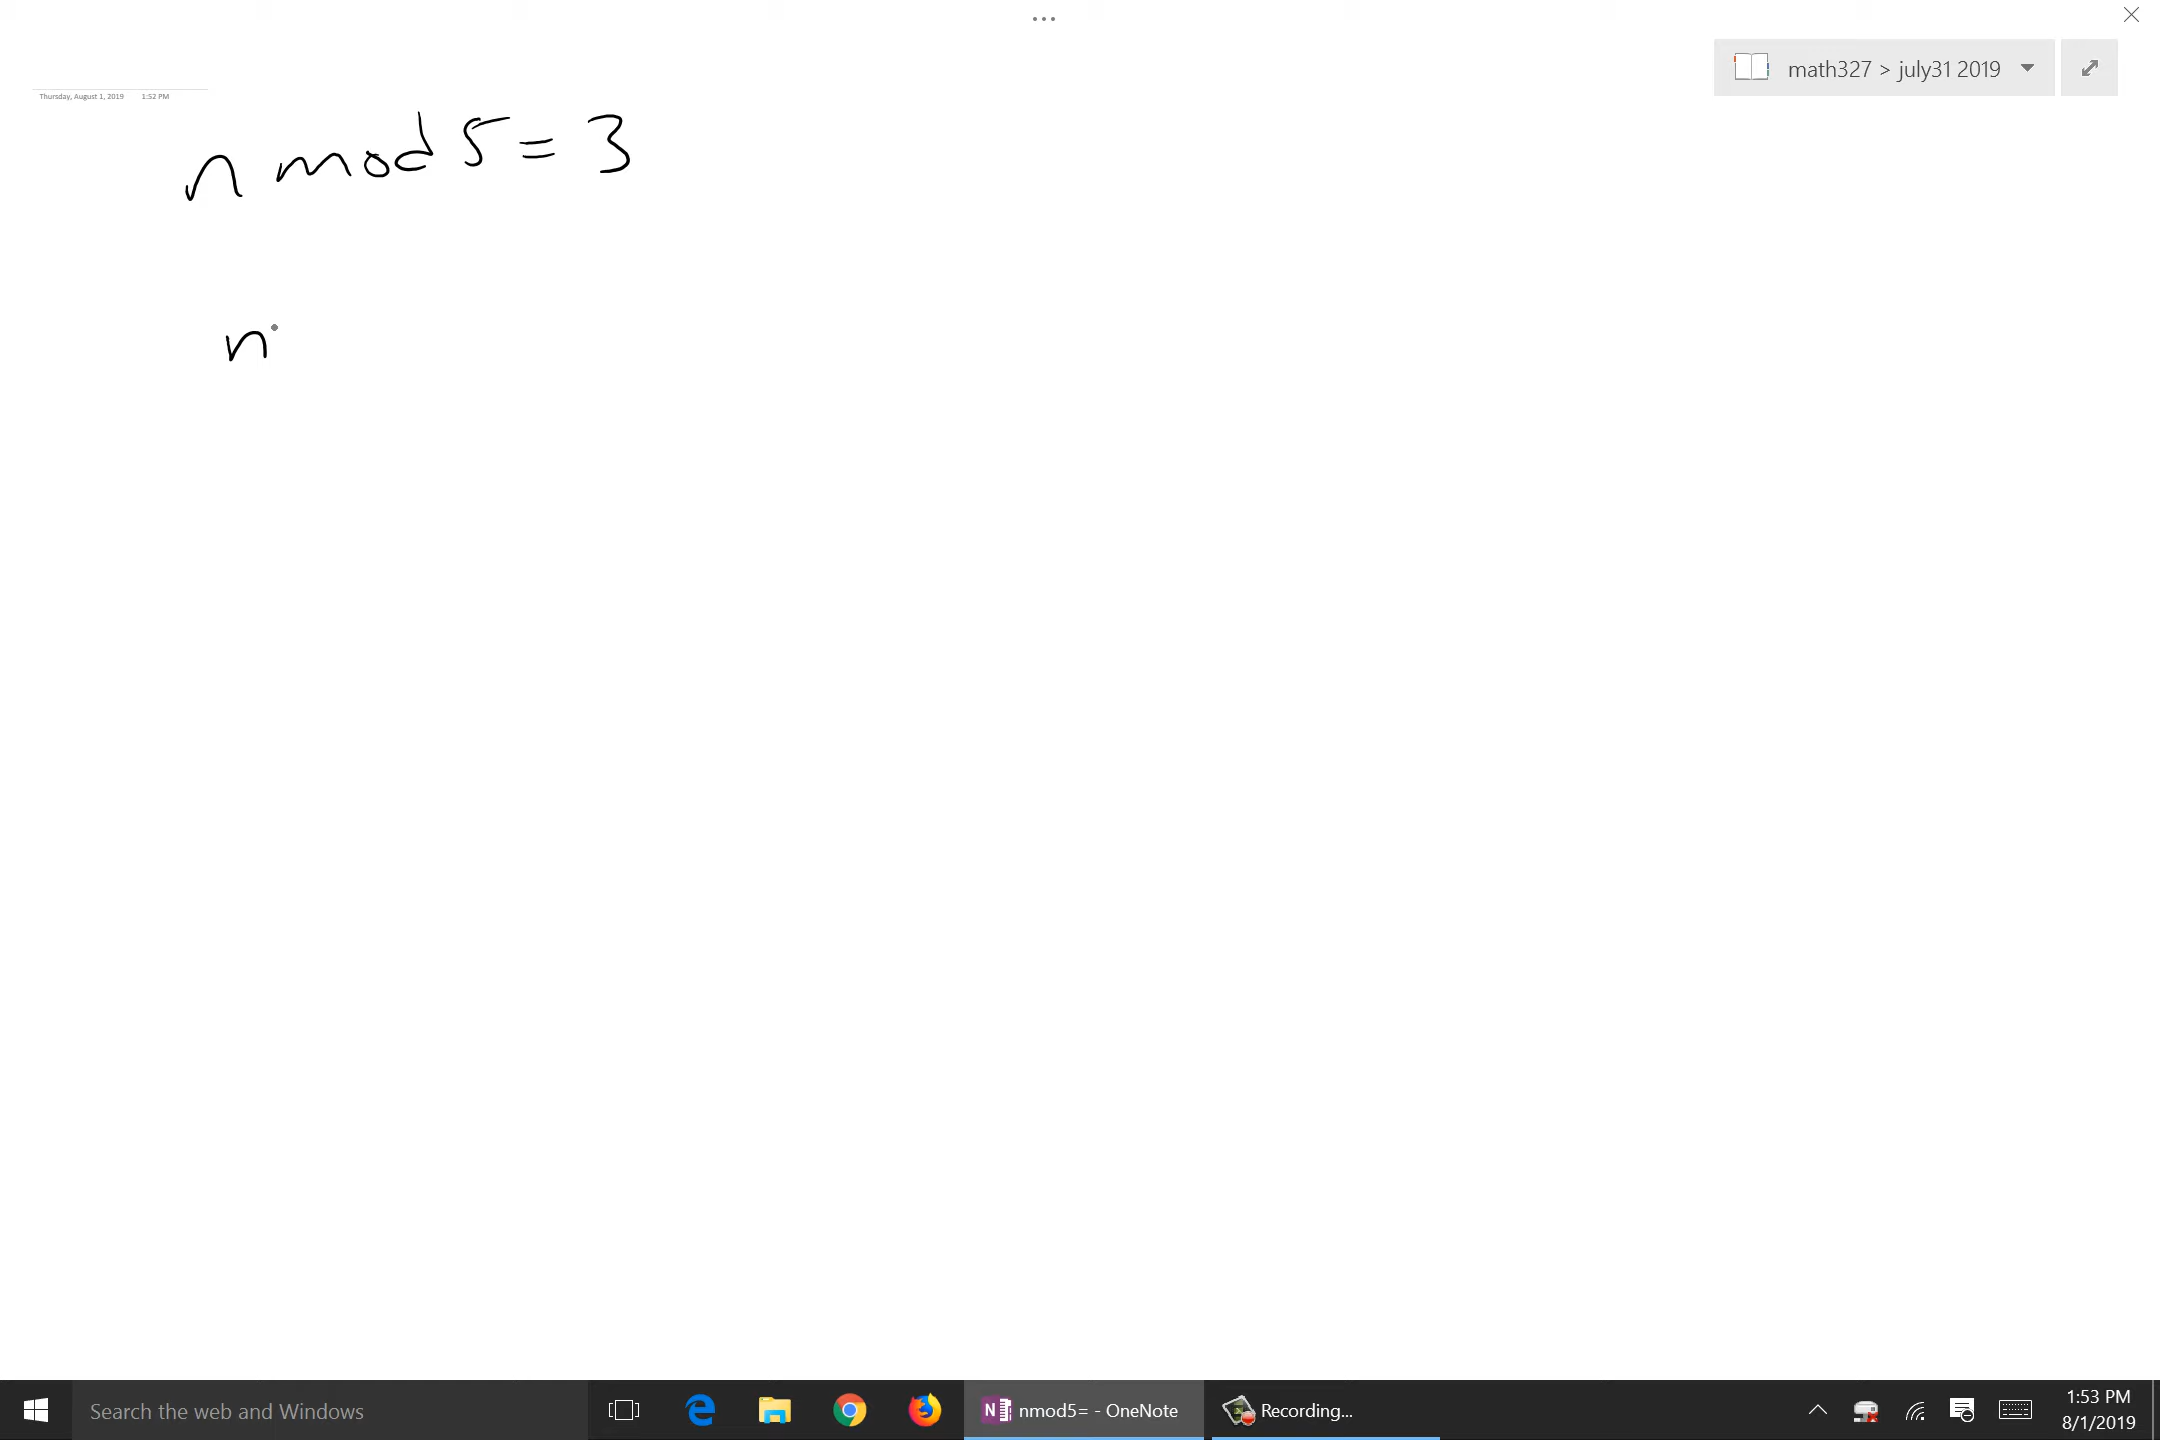 math327 > july31 2019
Thursday, August 1, 2019 1:52 PM
n mod 5 = 3
n
Search the web and Windows
nmod5= - OneNote
Recording...
1:53 PM
8/1/2019